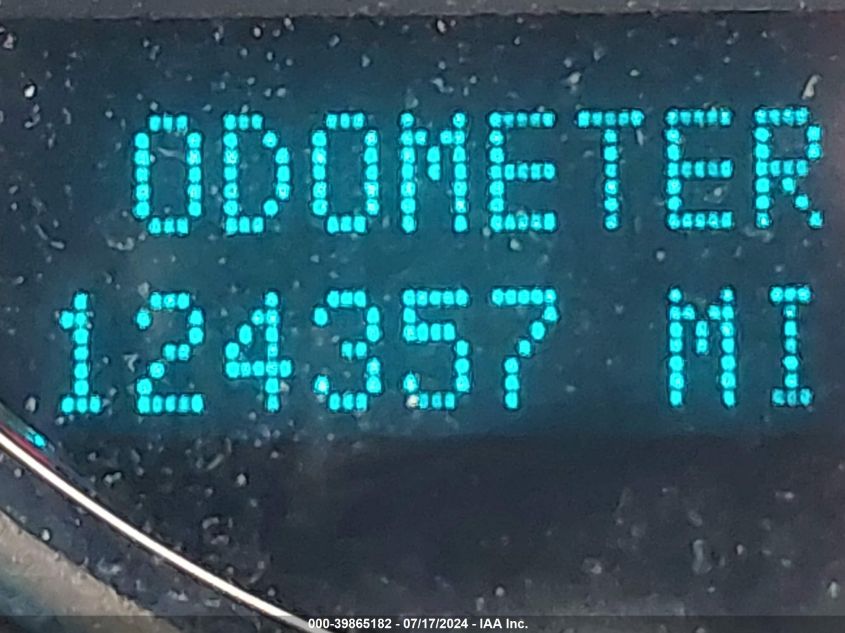 ODOMETER
124357 MI
000-39865182 - 07/17/2024 - IAA Inc.